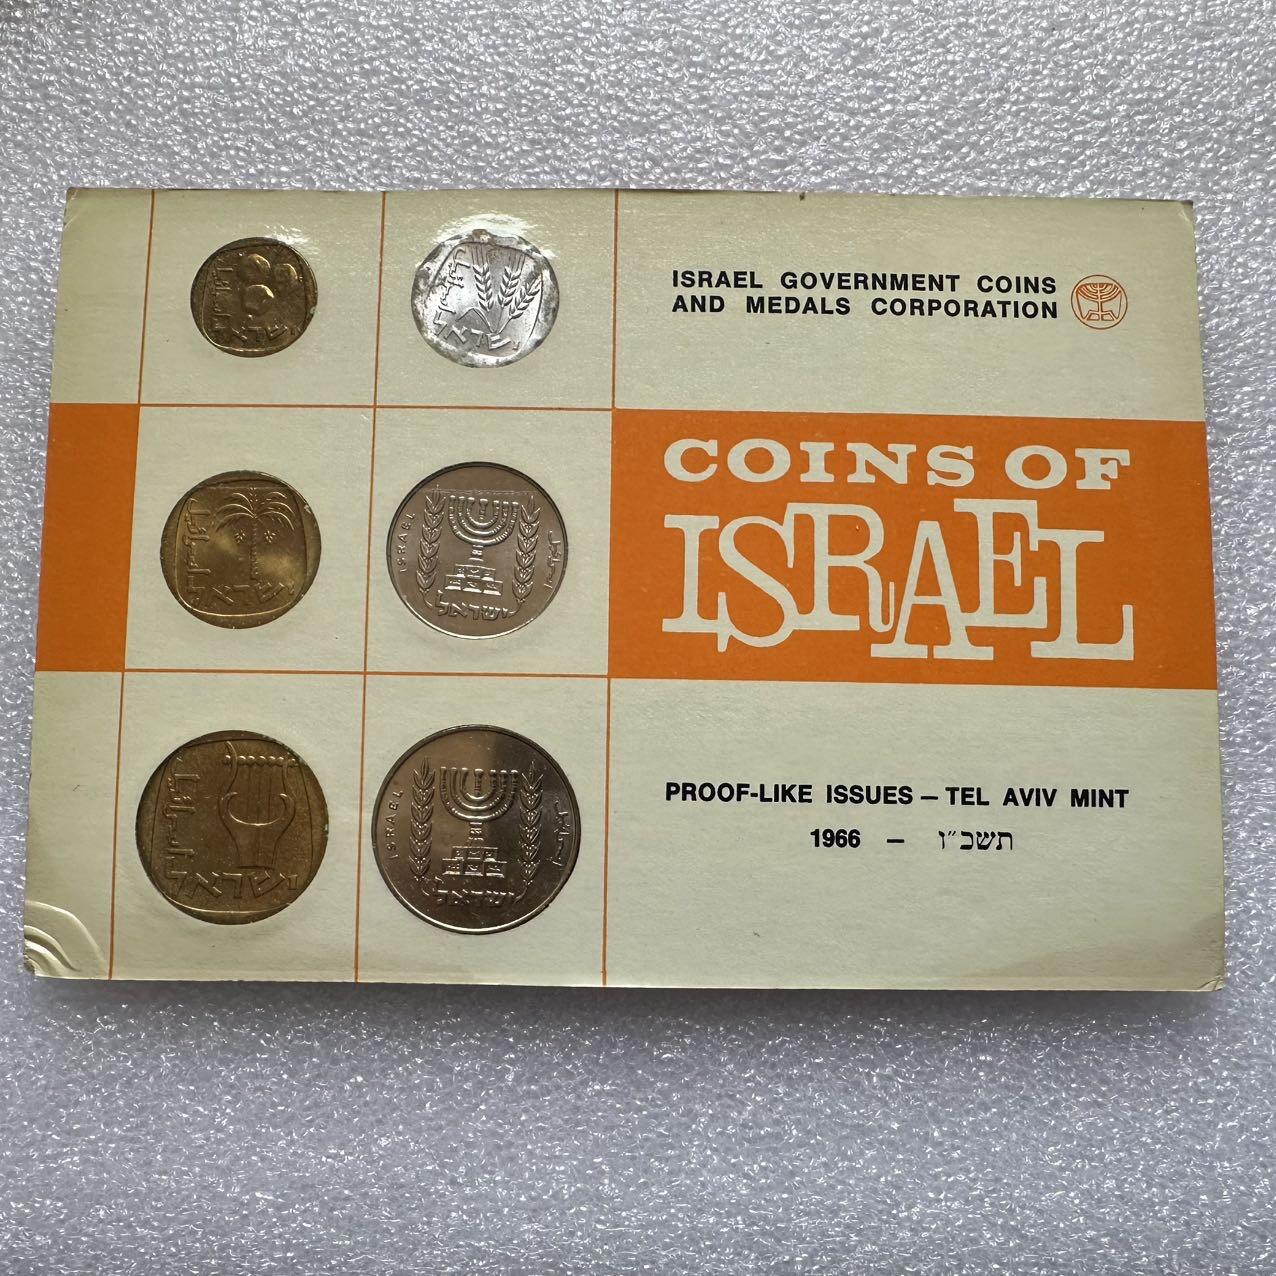 ISRAEL GOVERNMENT COINS
AND MEDALS CORPORATION
COINS OF
ISRAEL
PROOF-LIKE ISSUES – TEL AVIV MINT
1966 – תשכ״ו
ישראל
ישראל
ישראל
ISRAEL
ישראל
ישראל
ISRAEL
ישראל